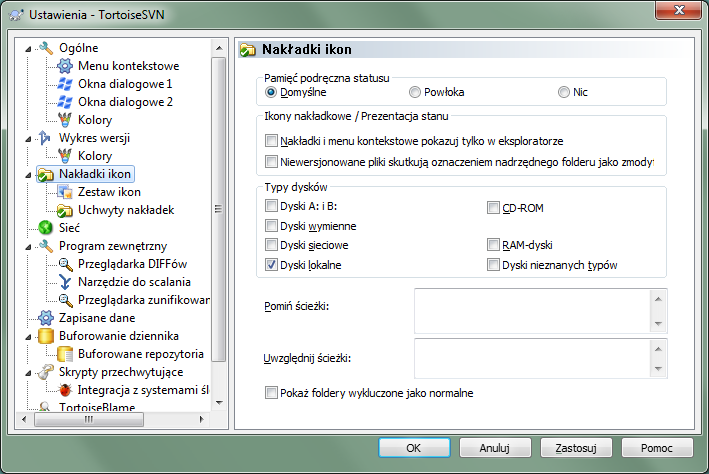 Ustawienia - TortoiseSVN
Ogólne
Menu kontekstowe
Okna dialogowe 1
Okna dialogowe 2
Kolory
Wykres wersji
Kolory
Nakładki ikon
Zestaw ikon
Uchwyty nakładek
Sieć
Program zewnętrzny
Przeglądarka DIFFów
Narzędzie do scalania
Przeglądarka zunifikowan
Zapisane dane
Buforowanie dziennika
Buforowane repozytoria
Skrypty przechwytujące
Integracja z systemami śl
TortoiseBlame
Nakładki ikon
Pamięć podręczna statusu
Domyślne Powłoka Nic
Ikony nakładkowe / Prezentacja stanu
Nakładki i menu kontekstowe pokazuj tylko w eksploratorze
Niewersjonowane pliki skutkują oznaczeniem nadrzędnego folderu jako zmody
Typy dysków
Dyski A: i B: CD-ROM
Dyski wymienne
Dyski sieciowe RAM-dyski
Dyski lokalne Dyski nieznanych typów
Pomiń ścieżki:
Uwzględnij ścieżki:
Pokaż foldery wykluczone jako normalne
OK Anuluj Zastosuj Pomoc